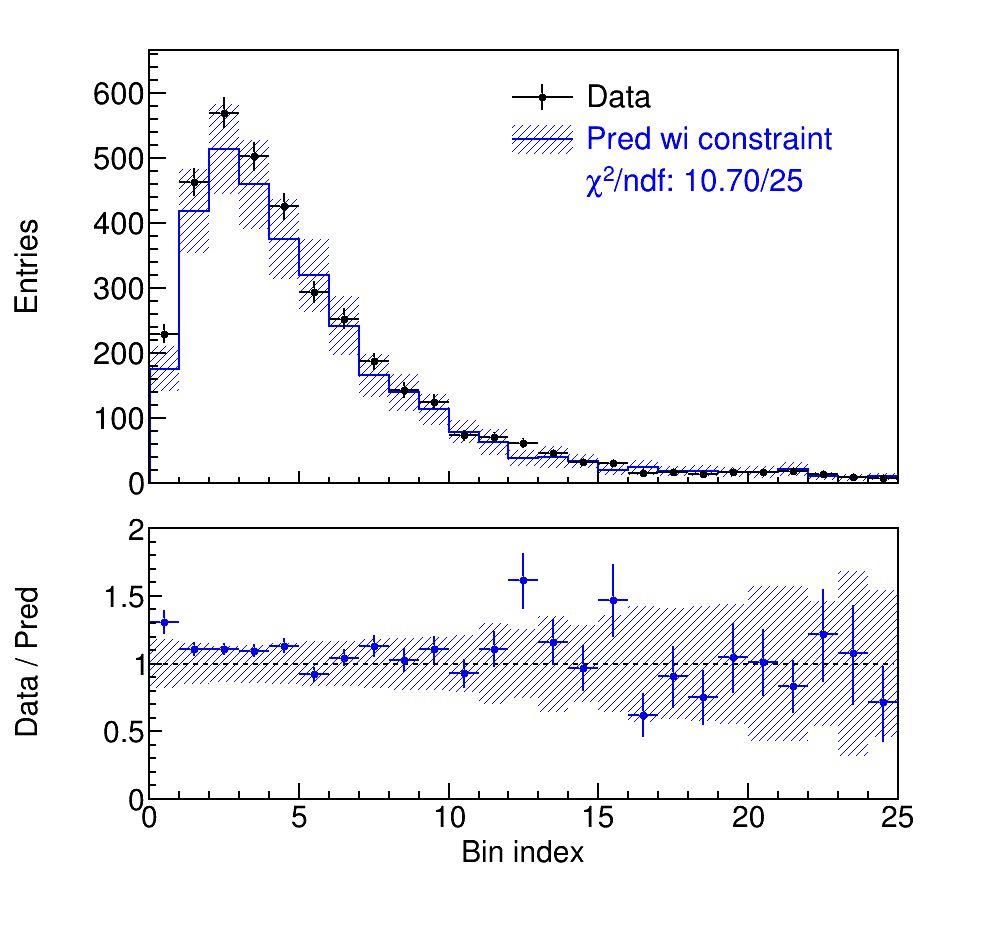 600
500
400
300
200
100
0
Entries
Data
Pred wi constraint
χ²/ndf: 10.70/25
2
1.5
1
0.5
0
Data / Pred
0 5 10 15 20 25
Bin index